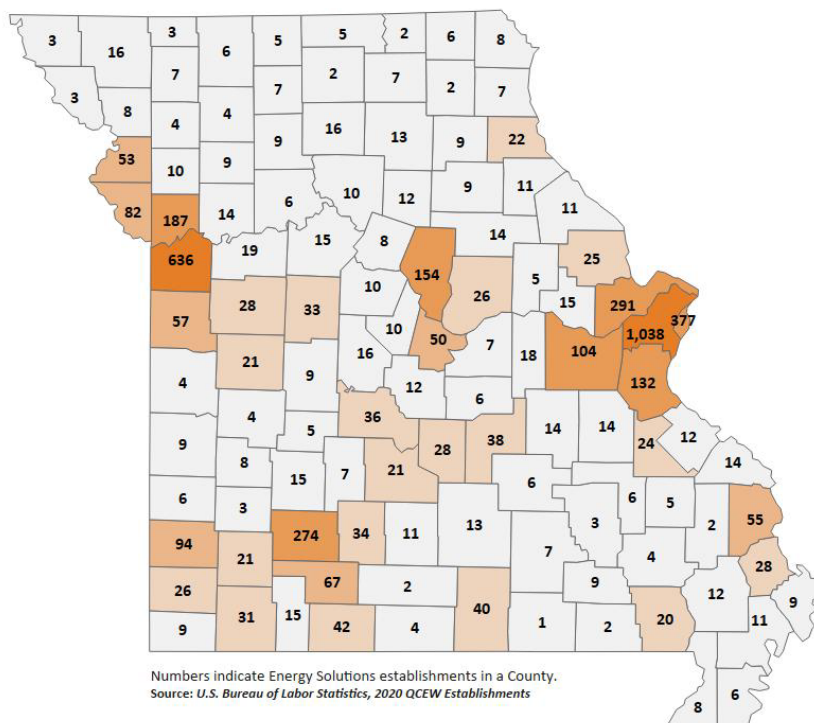 3 16 3 6 5 5 2 6 8
3 8 7 4 7 2 7 2 7
53 4 9 9 16 13 9 22
82 10 14 6 10 12 9 11 11
187
636 19 15 8 154 14 25
57 28 33 10 10 50 26 5 15 291 1,038 377
21 9 16 7 18 104 132
4 4 5 36 12 6 14 14 24 12 14
9 8 15 7 21 28 38 6 6 5 2 55
6 3 274 34 11 13 3 4 28
94 21 67 2 7 9 12 9
26 31 15 42 4 40 1 2 20 11
9
8 6
Numbers indicate Energy Solutions establishments in a County.
Source: U.S. Bureau of Labor Statistics, 2020 QCEW Establishments